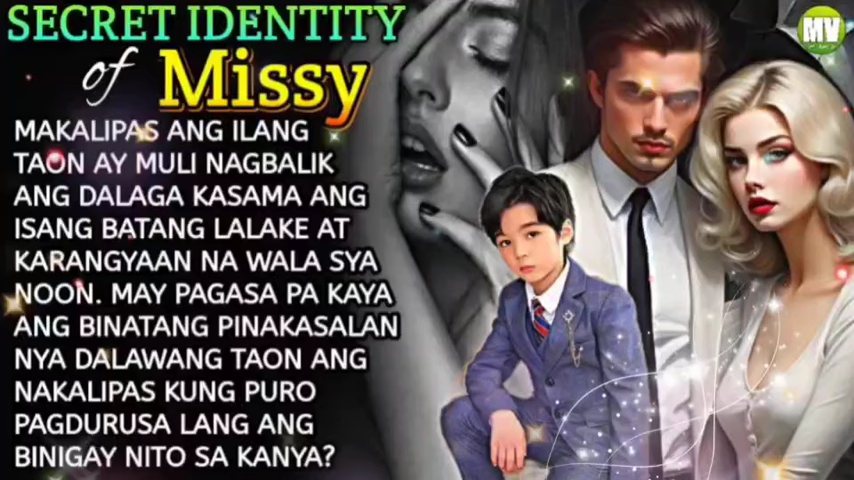 SECRET IDENTITY
of Missy
MAKALIPAS ANG ILANG
TAON AY MULI NAGBALIK
ANG DALAGA KASAMA ANG
ISANG BATANG LALAKE AT
KARANGYAAN NA WALA SYA
NOON. MAY PAGASA PA KAYA
ANG BINATANG PINAKASALAN
NYA DALAWANG TAON ANG
NAKALIPAS KUNG PURO
PAGDURUSA LANG ANG
BINIGAY NITO SA KANYA?
MV